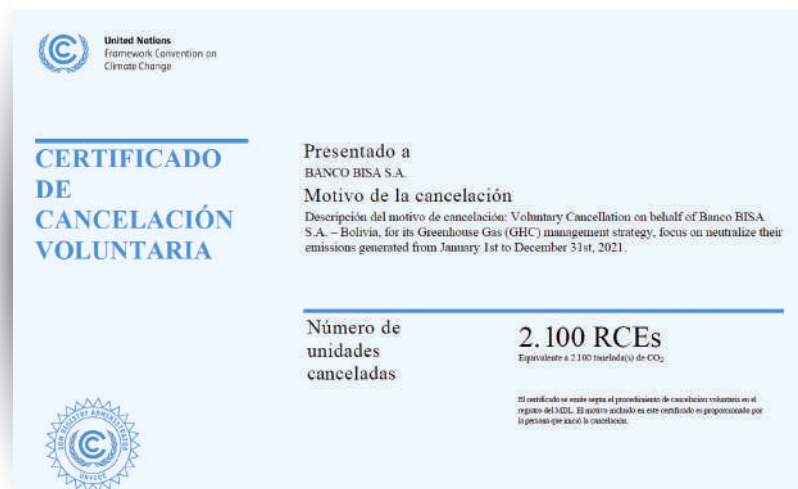 United Nations
Framework Convention on
Climate Change
CERTIFICADO
DE
CANCELACIÓN
VOLUNTARIA
Presentado a
BANCO BISA S.A.
Motivo de la cancelación
Descripción del motivo de cancelación: Voluntary Cancellation on behalf of Banco BISA
S.A. – Bolivia, for its Greenhouse Gas (GHC) management strategy, focus on neutralize their
emissions generated from January 1st to December 31st, 2021.
Número de
unidades
canceladas
2.100 RCEs
Equivalente a 2.100 tonelada(s) de CO₂
El certificado se emite según el procedimiento de cancelación voluntaria en el
registro del MDL. El motivo incluido en este certificado es proporcionado por
la persona que inició la cancelación.
CDM REGISTRY ADMINISTRATOR
UNFCCC